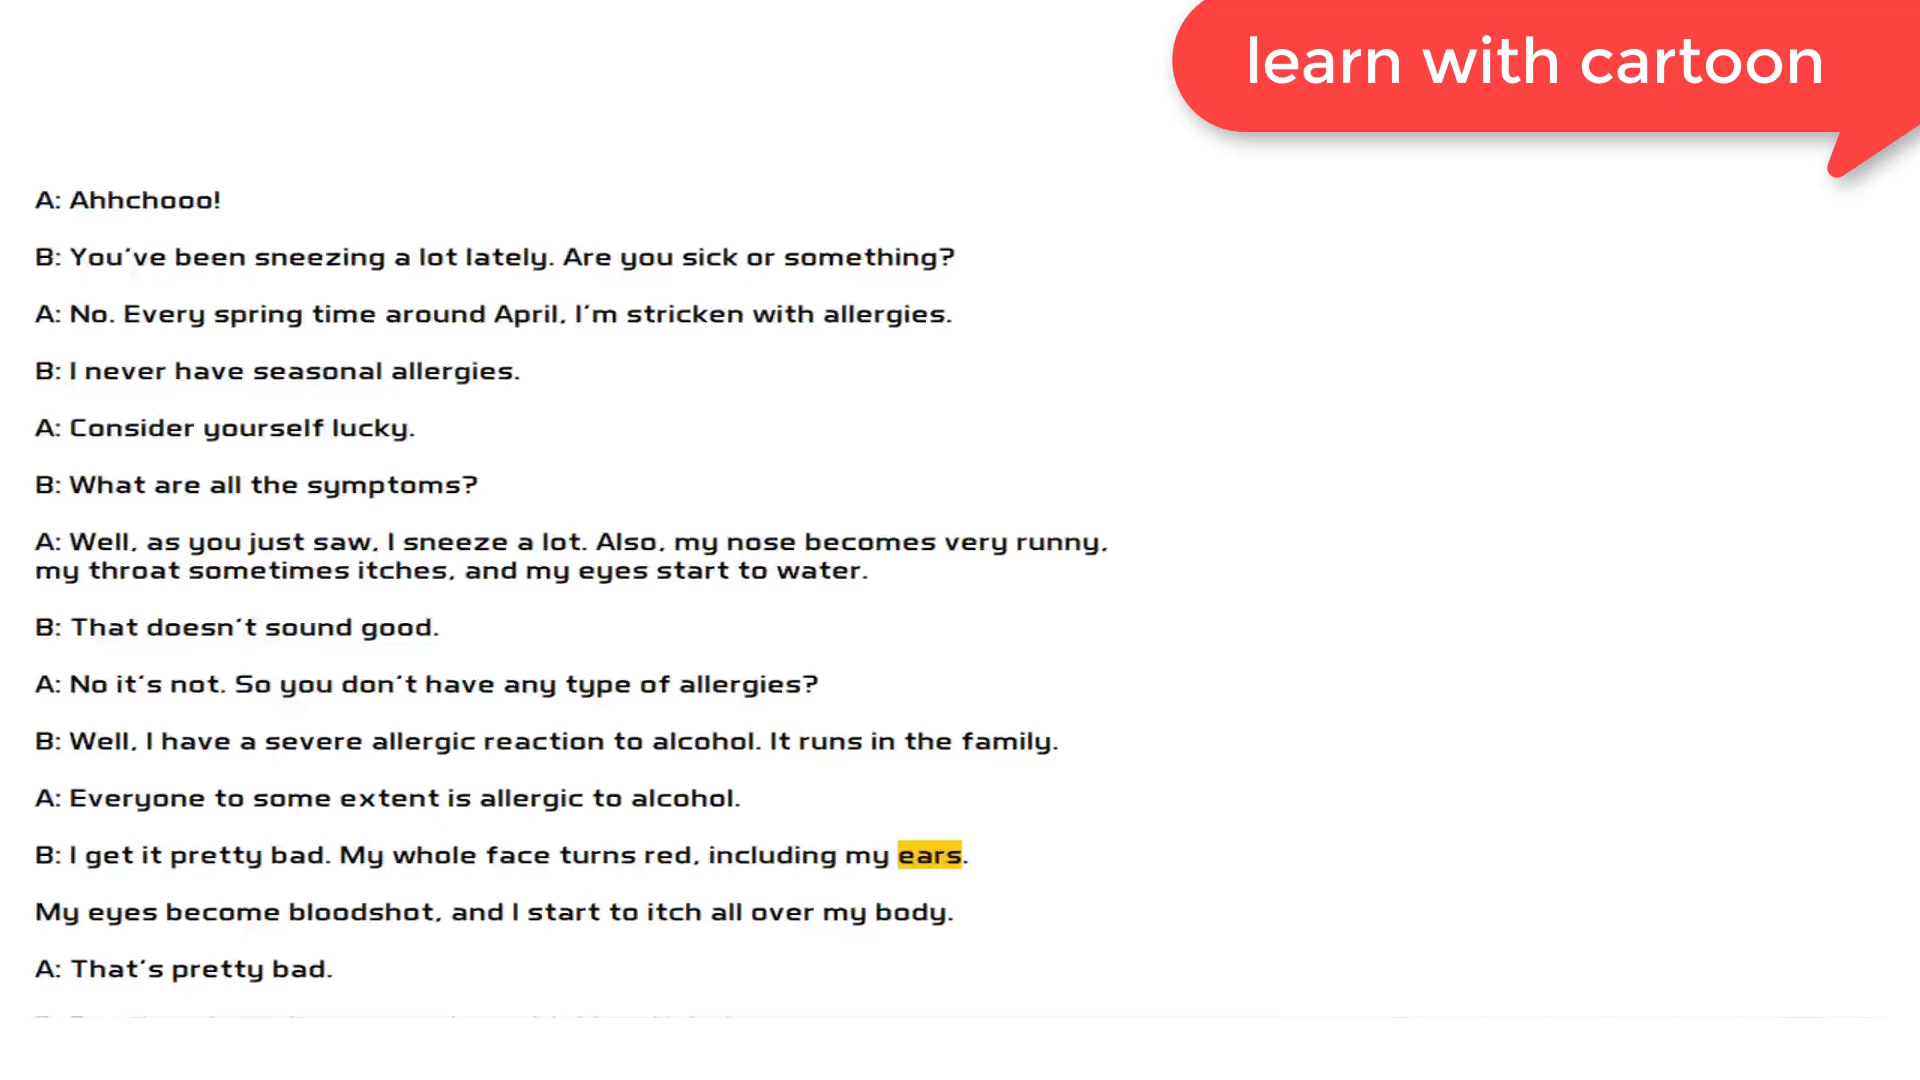 learn with cartoon
A: Ahhchooo!
B: You've been sneezing a lot lately. Are you sick or something?
A: No. Every spring time around April, I'm stricken with allergies.
B: I never have seasonal allergies.
A: Consider yourself lucky.
B: What are all the symptoms?
A: Well, as you just saw, I sneeze a lot. Also, my nose becomes very runny,
my throat sometimes itches, and my eyes start to water.
B: That doesn't sound good.
A: No it's not. So you don't have any type of allergies?
B: Well, I have a severe allergic reaction to alcohol. It runs in the family.
A: Everyone to some extent is allergic to alcohol.
B: I get it pretty bad. My whole face turns red, including my ears.
My eyes become bloodshot, and I start to itch all over my body.
A: That's pretty bad.